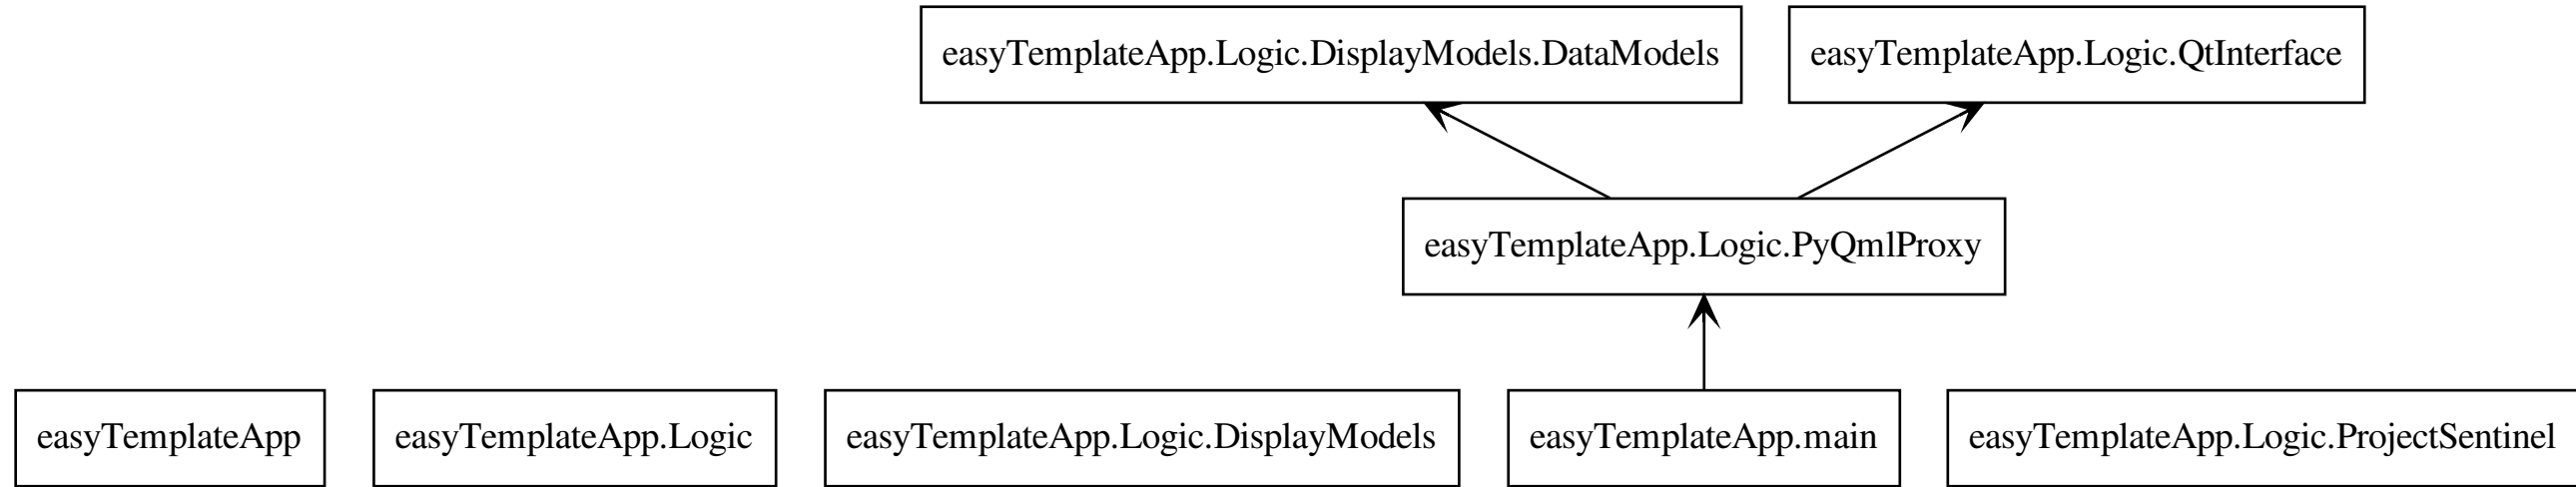 easyTemplateApp.Logic.DisplayModels.DataModels
easyTemplateApp.Logic.QtInterface
easyTemplateApp.Logic.PyQmlProxy
easyTemplateApp
easyTemplateApp.Logic
easyTemplateApp.Logic.DisplayModels
easyTemplateApp.main
easyTemplateApp.Logic.ProjectSentinel